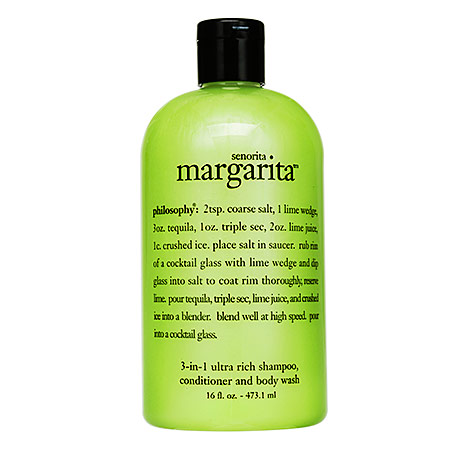 senorita
margarita™
philosophy®: 2tsp. coarse salt, 1 lime wedge,
3oz. tequila, 1oz. triple sec, 2oz. lime juice,
1c. crushed ice. place salt in saucer. rub rim
of a cocktail glass with lime wedge and dip
glass into salt to coat rim thoroughly, reserve
lime. pour tequila, triple sec, lime juice, and crushed
ice into a blender. blend well at high speed. pour
into a cocktail glass.
3-in-1 ultra rich shampoo,
conditioner and body wash
16 fl. oz. - 473.1 ml